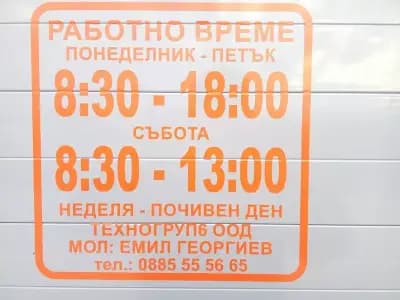 РАБОТНО ВРЕМЕ
ПОНЕДЕЛНИК - ПЕТЪК
8:30 - 18:00
СЪБОТА
8:30 - 13:00
НЕДЕЛЯ - ПОЧИВЕН ДЕН
ТЕХНОГРУП6 ООД
МОЛ: ЕМИЛ ГЕОРГИЕВ
тел.: 0885 55 56 65